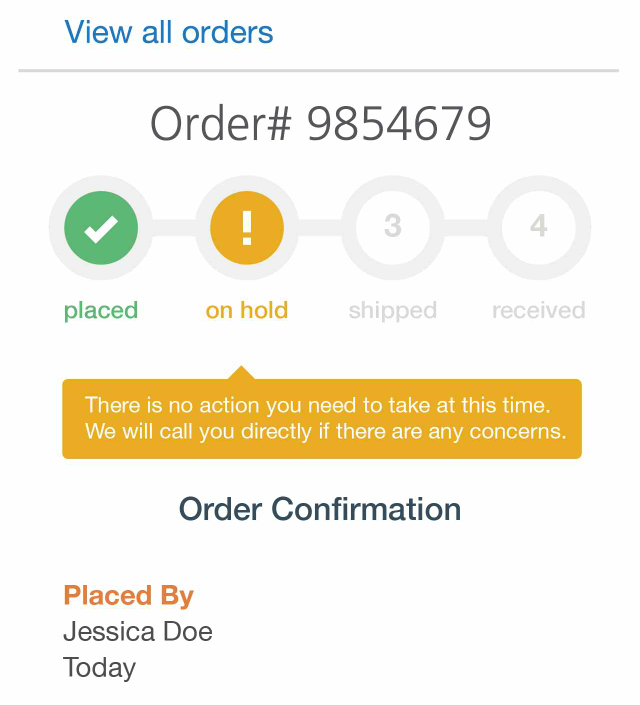 View all orders
Order# 9854679
!
3
4
placed
on hold
shipped
received
There is no action you need to take at this time.
We will call you directly if there are any concerns.
Order Confirmation
Placed By
Jessica Doe
Today